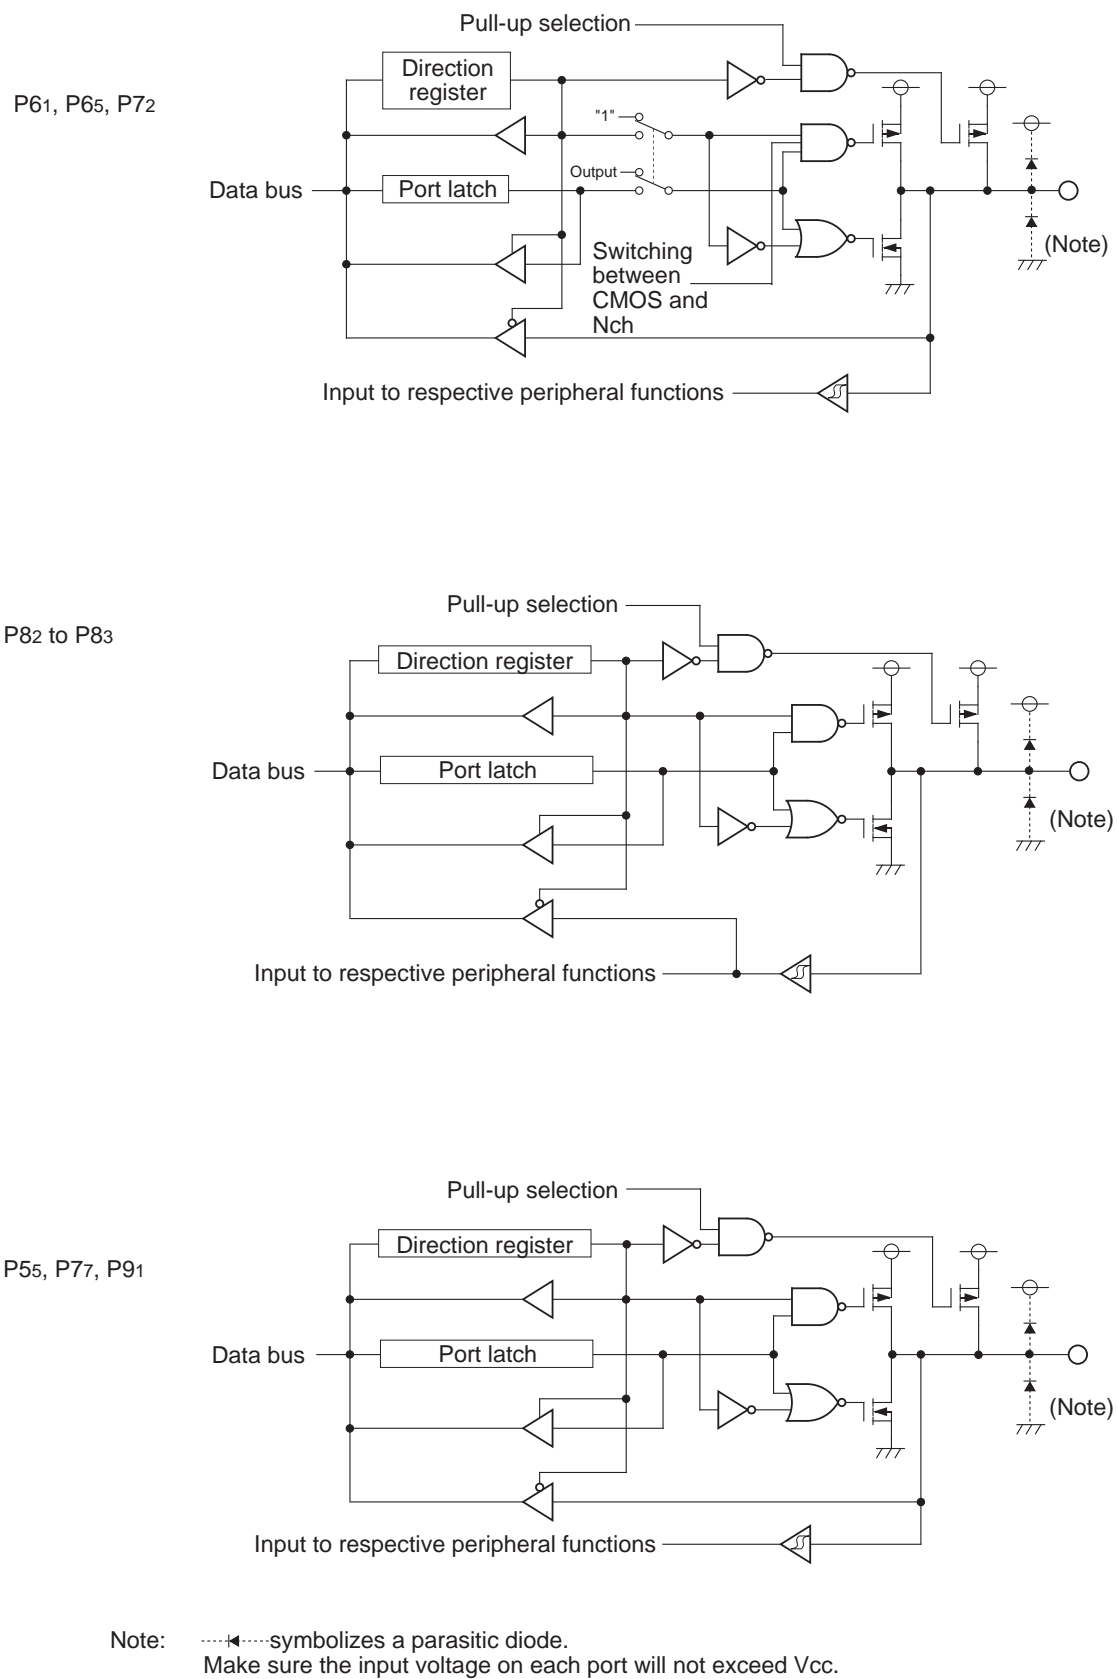 Pull-up selection
Direction
register
P61, P65, P72
"1"
Data bus
Port latch
Output
(Note)
Switching
between
CMOS and
Nch
Input to respective peripheral functions
Pull-up selection
P82 to P83
Direction register
Data bus
Port latch
(Note)
Input to respective peripheral functions
Pull-up selection
Direction register
P55, P77, P91
Data bus
Port latch
(Note)
Input to respective peripheral functions
Note: symbolizes a parasitic diode.
Make sure the input voltage on each port will not exceed Vcc.